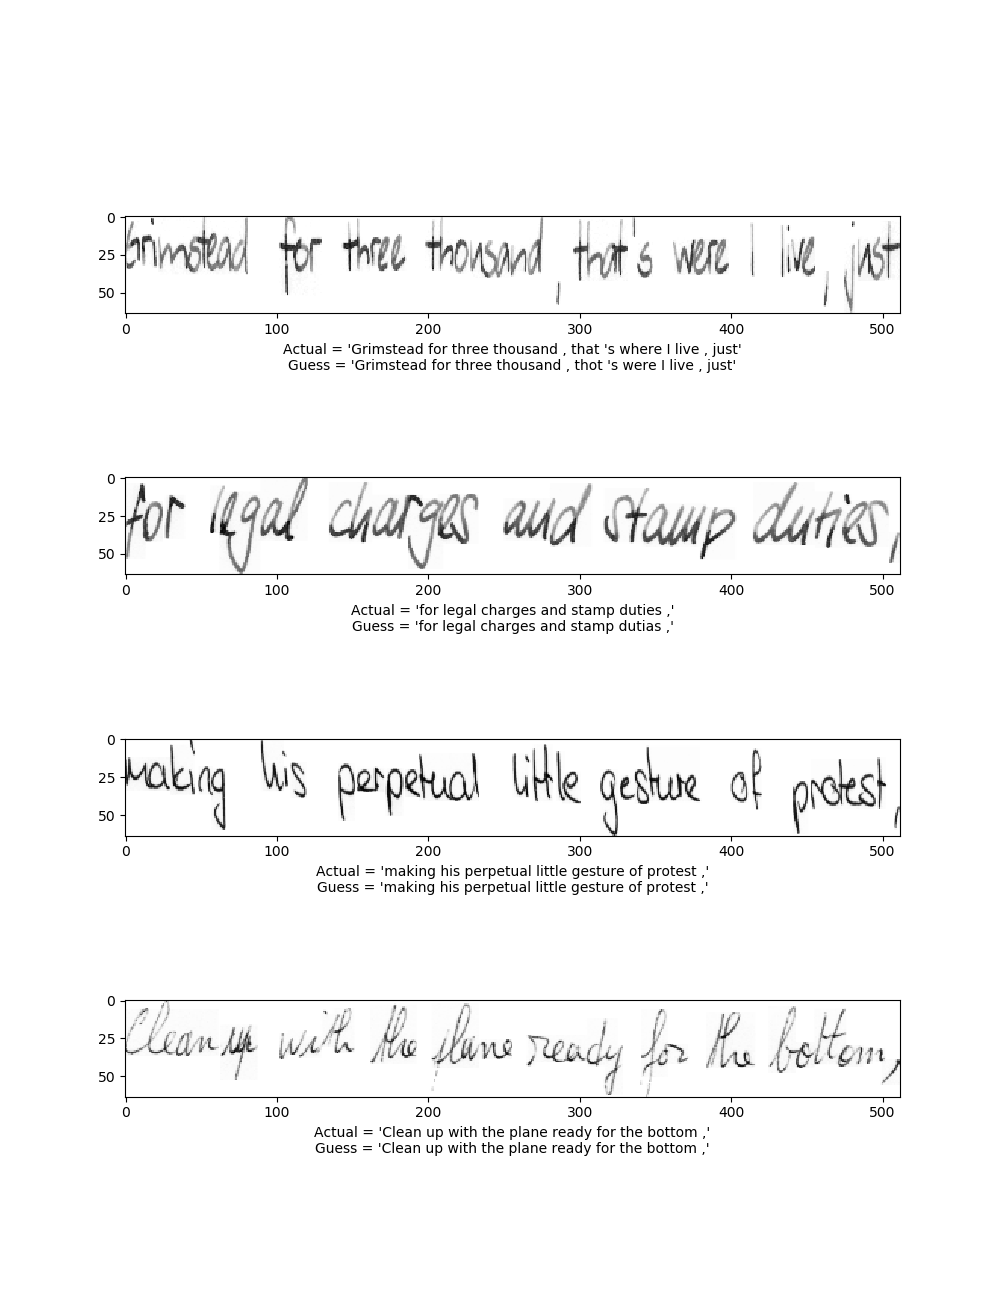 0
25
50
Grimstead for three thousand, that's were I live, just
0 100 200 300 400 500
Actual = 'Grimstead for three thousand , that 's where I live , just'
Guess = 'Grimstead for three thousand , thot 's were I live , just'
0
25
50
for legal charges and stamp duties,
0 100 200 300 400 500
Actual = 'for legal charges and stamp duties ,'
Guess = 'for legal charges and stamp dutias ,'
0
25
50
making his perpetual little gesture of protest,
0 100 200 300 400 500
Actual = 'making his perpetual little gesture of protest ,'
Guess = 'making his perpetual little gesture of protest ,'
0
25
50
Clean up with the plane ready for the bottom,
0 100 200 300 400 500
Actual = 'Clean up with the plane ready for the bottom ,'
Guess = 'Clean up with the plane ready for the bottom ,'